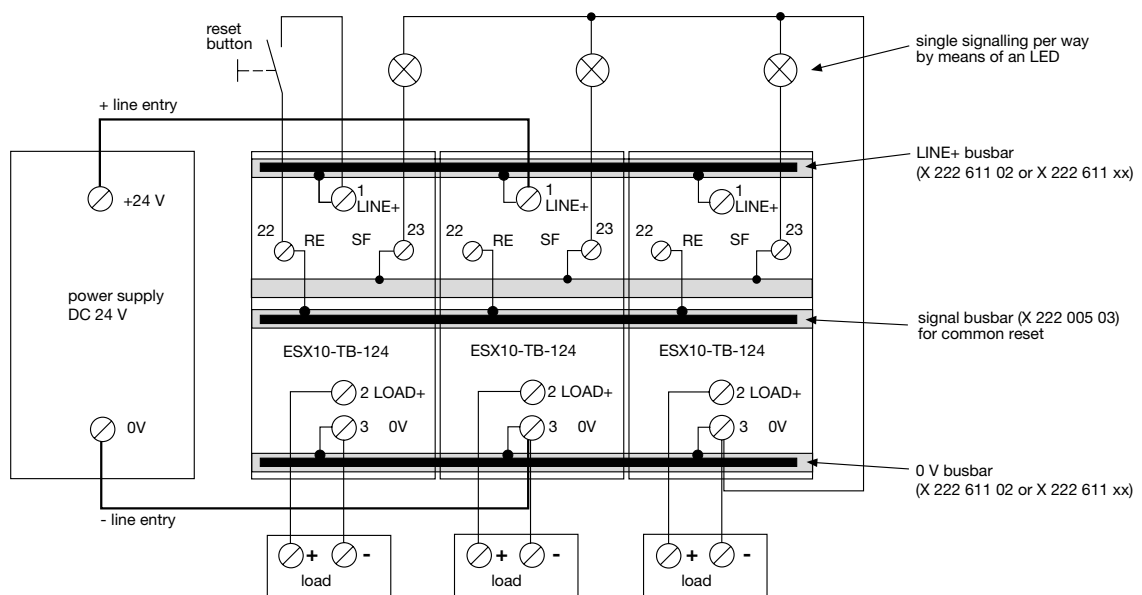 reset
button
single signalling per way
by means of an LED
+ line entry
LINE+ busbar
(X 222 611 02 or X 222 611 xx)
+24 V
1
LINE+
1
LINE+
1
LINE+
22
RE
SF
23
22
RE
SF
23
22
RE
SF
23
power supply
DC 24 V
signal busbar (X 222 005 03)
for common reset
ESX10-TB-124
ESX10-TB-124
ESX10-TB-124
2 LOAD+
2 LOAD+
2 LOAD+
0V
3 0V
3 0V
3 0V
0 V busbar
(X 222 611 02 or X 222 611 xx)
- line entry
+ -
load
+ -
load
+ -
load